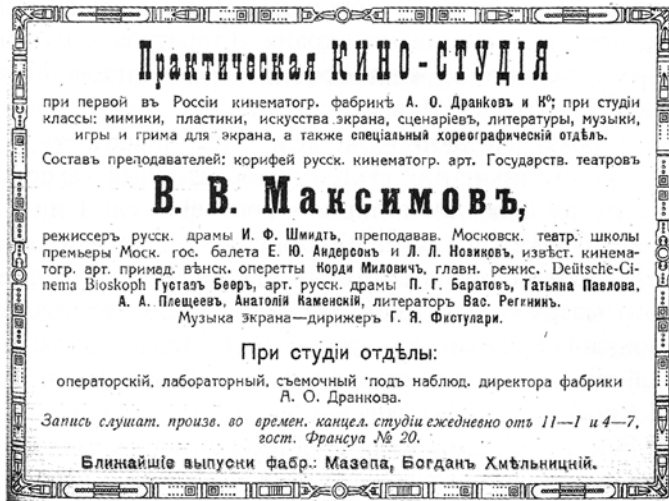 Практическая КИНО-СТУДІЯ
при первой въ Россіи кинематогр. фабрикѣ А. О. Дранковъ и Кº; при студіи
классы: мимики, пластики, искусства экрана, сценаріевъ, литературы, музыки,
игры и грима для экрана, а также спеціальный хореографическій отдѣлъ.
Составъ преподавателей: корифей русск. кинематогр. арт. Государств. театровъ
В. В. Максимовъ,
режиссеръ русск. драмы И. Ф. Шмидтъ, преподавав. Московск. театр. школы
премьеры Моск. гос. балета Е. Ю. Андерсонъ и Л. Л. Новиковъ, извѣст. кинема-
тогр. арт. примад. вѣнск. оперетты Корди Миловичъ, главн. режис. Deütsche-Ci-
nema Bioskoph Густавъ Бееръ, арт. русск. драмы П. Г. Баратовъ, Татьяна Павлова,
А. А. Плещеевъ, Анатолій Каменскій, литераторъ Вас. Регининъ.
Музыка экрана—дирижеръ Г. Я. Фистулари.
При студіи отдѣлы:
операторскій, лабораторный, съемочный подъ наблюд. директора фабрики
А. О. Дранкова.
Запись слушат. произв. во времен. канцел. студіи ежедневно отъ 11—1 и 4—7,
гост. Франсуа № 20.
Ближайшіе выпуски фабр.: Мазепа, Богданъ Хмѣльницкій.